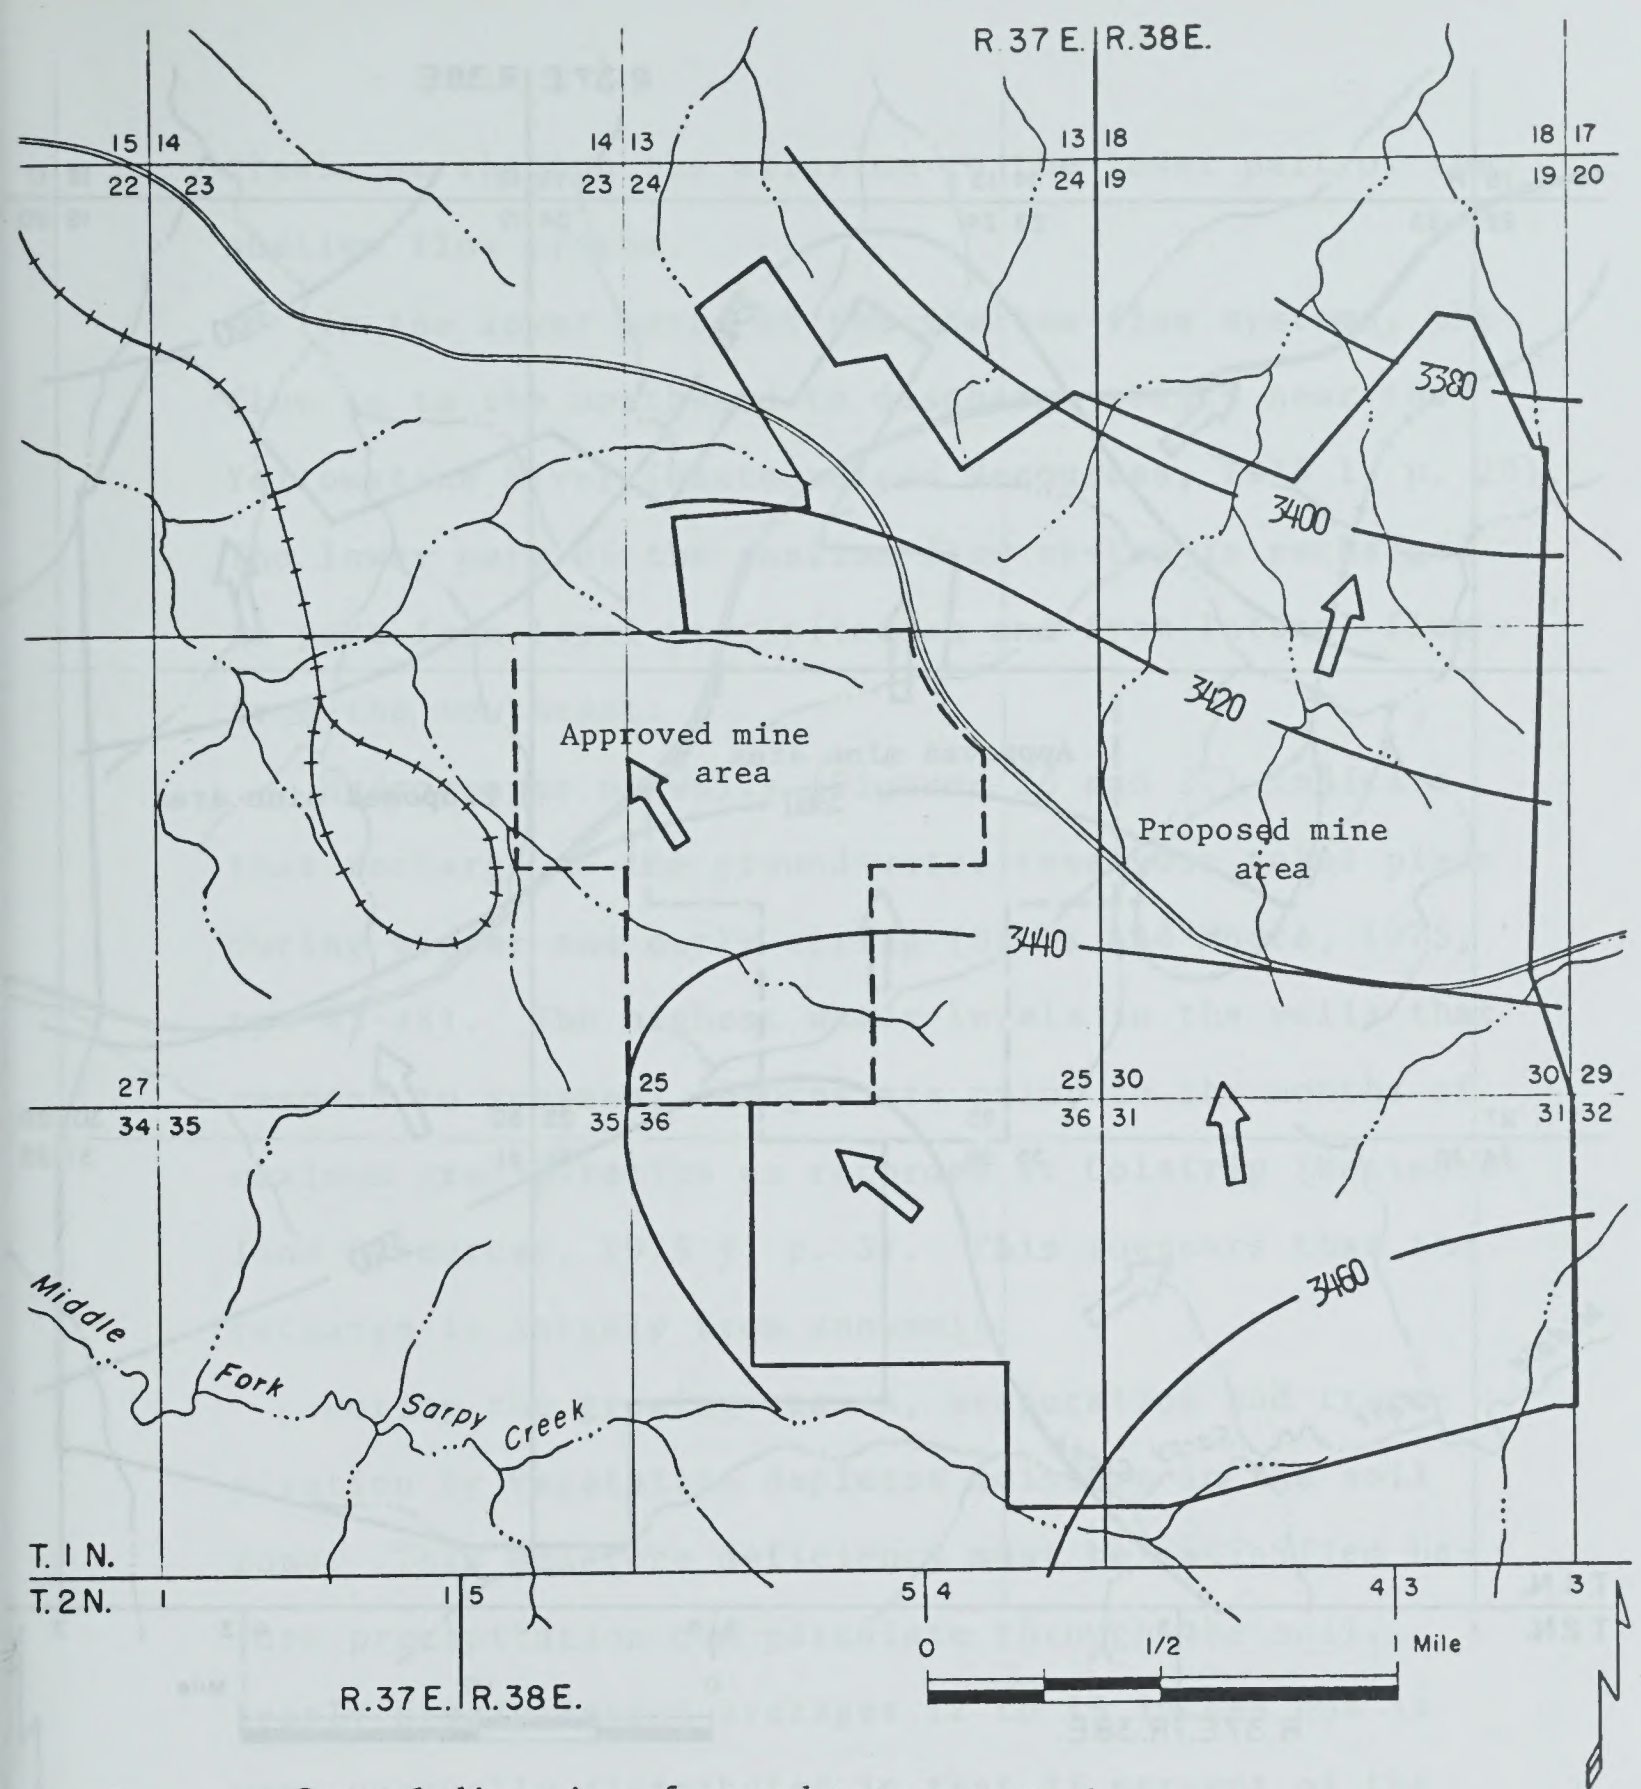 R.37 E. R.38 E.
15 14 14 13 13 18 18 17
22 23 23 24 24 19 19 20
3380
3400
3420
Approved mine
area
Proposed mine
area
3440
27 25 25 30 30 29
34 35 35 36 36 31 31 32
3460
Middle Fork Sarpy Creek
T.1 N.
T.2 N. 1 1 5 5 4 4 3 3
0 1/2 1 Mile
R.37 E. R.38 E.